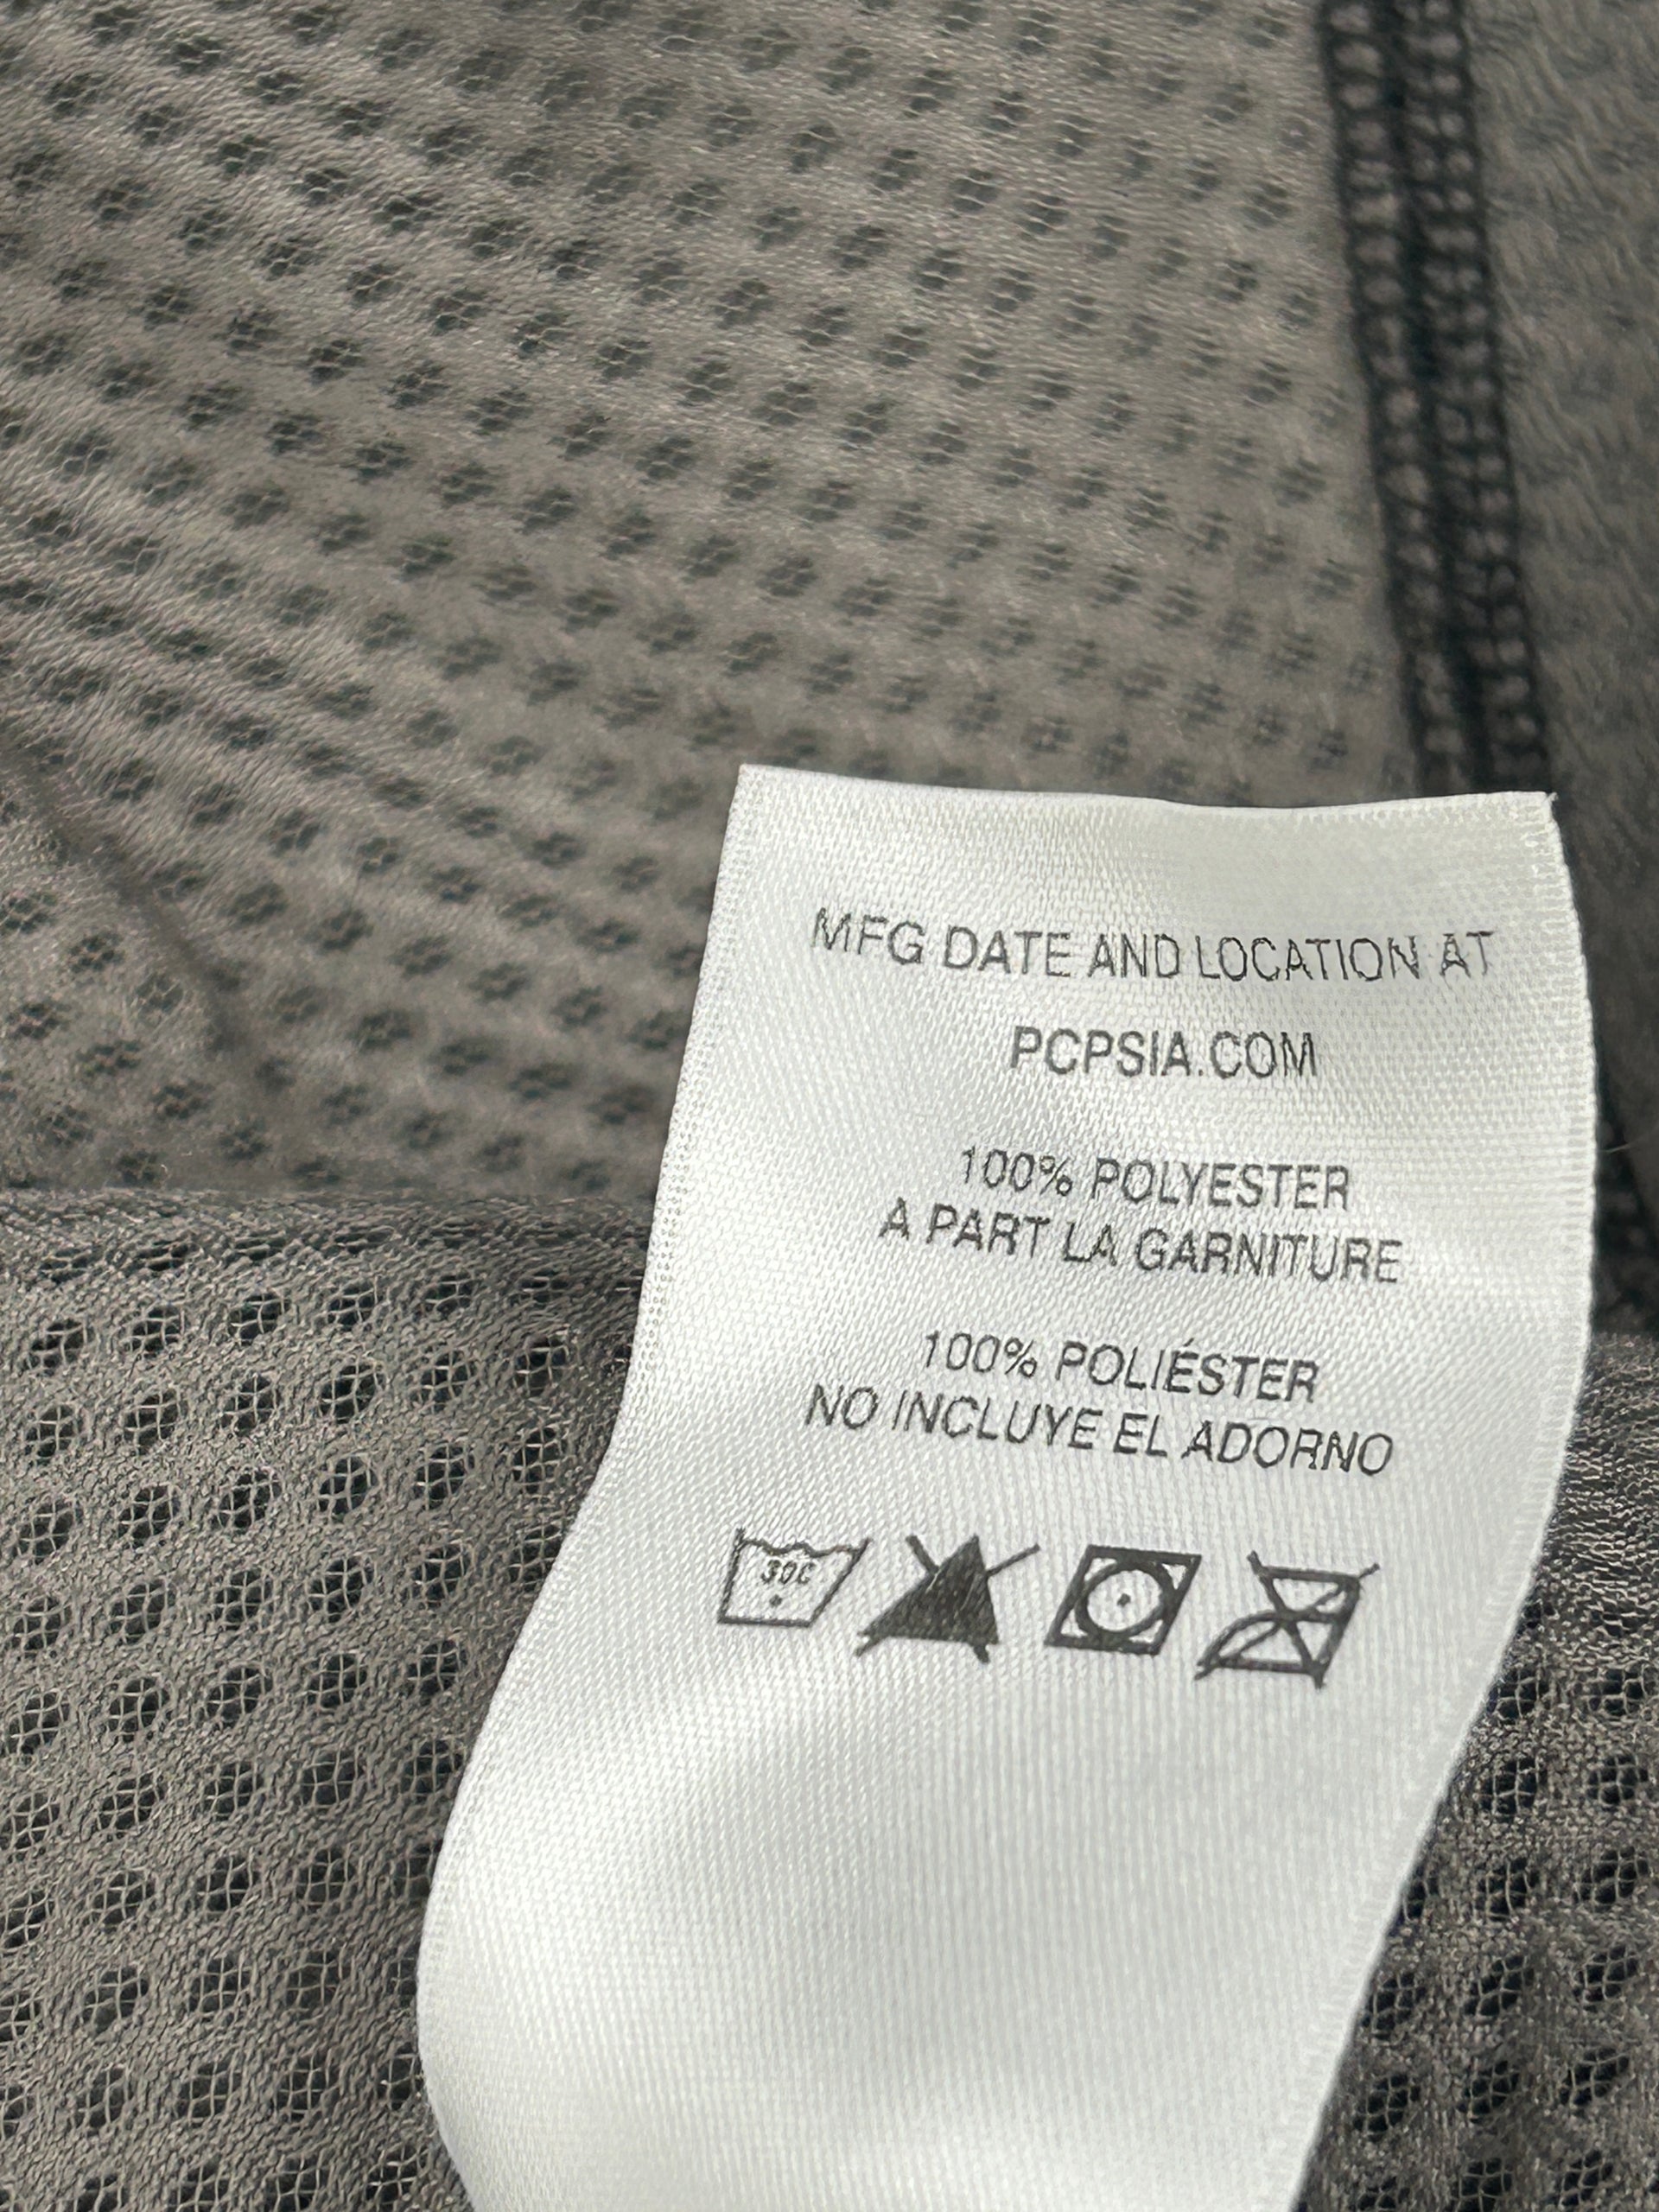 MFG DATE AND LOCATION AT
PCPSIA.COM
100% POLYESTER
A PART LA GARNITURE
100% POLIÉSTER
NO INCLUYE EL ADORNO
30C